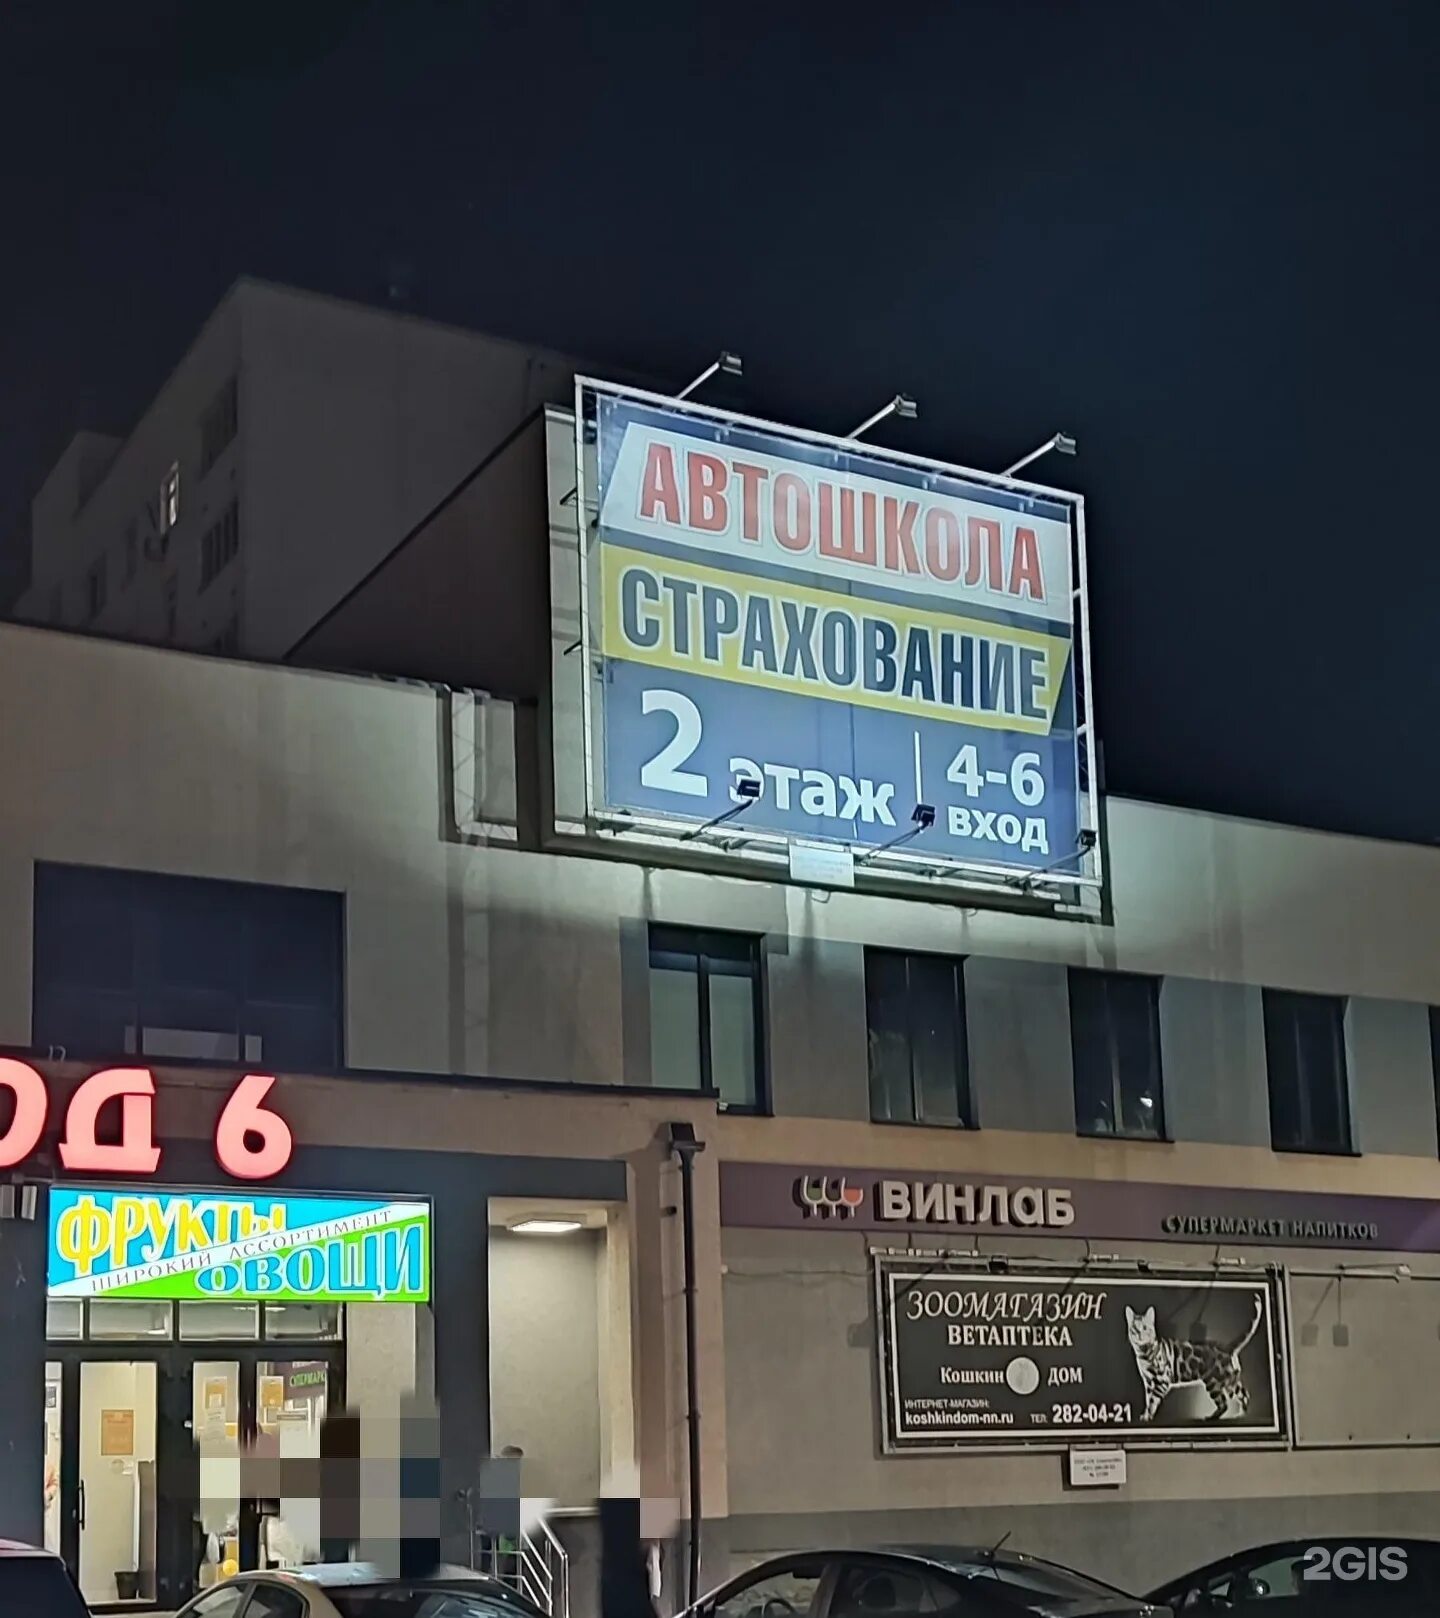 АВТОШКОЛА
СТРАХОВАНИЕ
2 этаж
4-6
вход
ОД 6
ФРУКТЫ
ШИРОКИЙ АССОРТИМЕНТ
ОВОЩИ
ВИНЛАБ
СУПЕРМАРКЕТ НАПИТКОВ
ЗООМАГАЗИН
ВЕТАПТЕКА
Кошкин ДОМ
ИНТЕРНЕТ-МАГАЗИН:
koshkindom-nn.ru тел: 282-04-21
2GIS